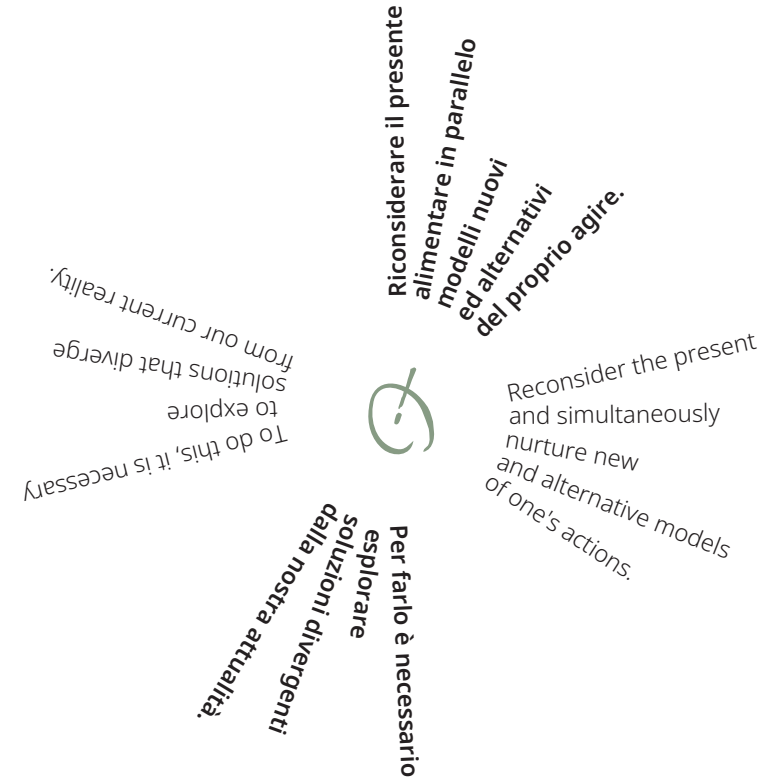 Riconsiderare il presente
alimentare in parallelo
modelli nuovi
ed alternativi
del proprio agire.
Reconsider the present
and simultaneously
nurture new
and alternative models
of one's actions.
Per farlo è necessario
esplorare
soluzioni divergenti
dalla nostra attualità.
To do this, it is necessary
to explore
solutions that diverge
from our current reality.